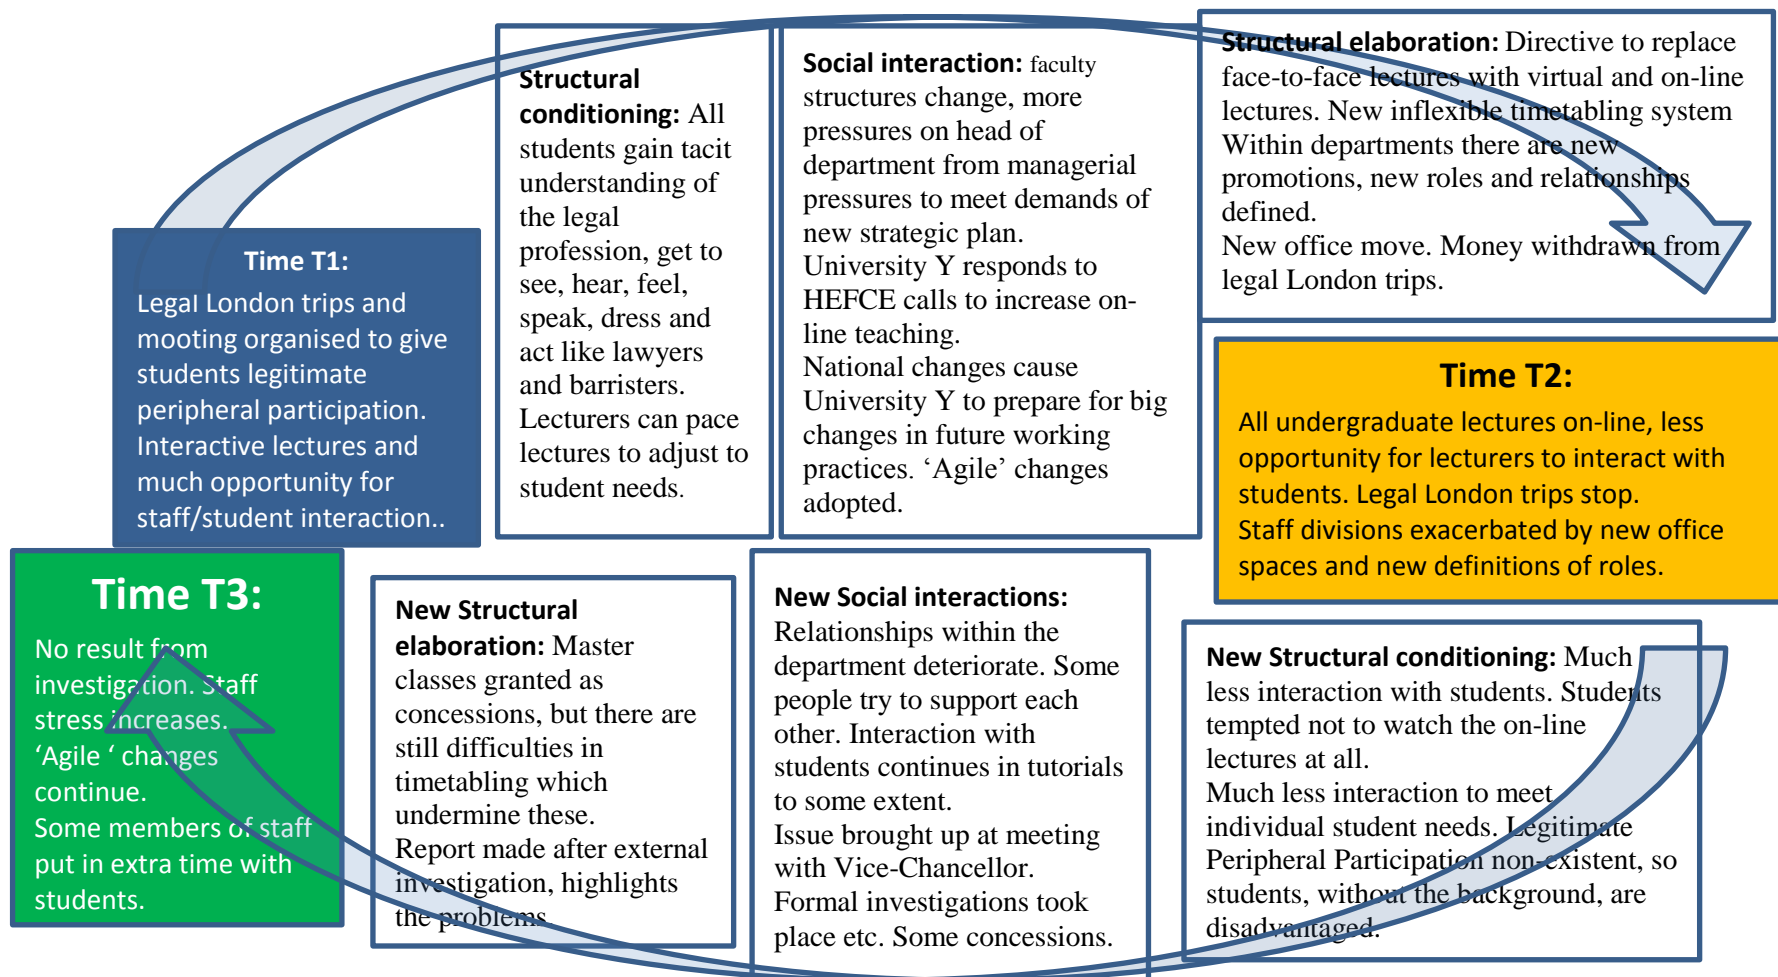 Time T1:
Legal London trips and
mooting organised to give
students legitimate
peripheral participation.
Interactive lectures and
much opportunity for
staff/student interaction..
Structural
conditioning: All
students gain tacit
understanding of
the legal
profession, get to
see, hear, feel,
speak, dress and
act like lawyers
and barristers.
Lecturers can pace
lectures to adjust to
student needs.
Social interaction: faculty
structures change, more
pressures on head of
department from managerial
pressures to meet demands of
new strategic plan.
University Y responds to
HEFCE calls to increase on-
line teaching.
National changes cause
University Y to prepare for big
changes in future working
practices. ‘Agile’ changes
adopted.
Structural elaboration: Directive to replace
face-to-face lectures with virtual and on-line
lectures. New inflexible timetabling system
Within departments there are new
promotions, new roles and relationships
defined.
New office move. Money withdrawn from
legal London trips.
Time T2:
All undergraduate lectures on-line, less
opportunity for lecturers to interact with
students. Legal London trips stop.
Staff divisions exacerbated by new office
spaces and new definitions of roles.
New Structural conditioning: Much
less interaction with students. Students
tempted not to watch the on-line
lectures at all.
Much less interaction to meet
individual student needs. Legitimate
Peripheral Participation non-existent, so
students, without the background, are
disadvantaged.
New Social interactions:
Relationships within the
department deteriorate. Some
people try to support each
other. Interaction with
students continues in tutorials
to some extent.
Issue brought up at meeting
with Vice-Chancellor.
Formal investigations took
place etc. Some concessions.
New Structural
elaboration: Master
classes granted as
concessions, but there are
still difficulties in
timetabling which
undermine these.
Report made after external
investigation, highlights
the problems.
Time T3:
No result from
investigation. Staff
stress increases.
‘Agile ‘ changes
continue.
Some members of staff
put in extra time with
students.